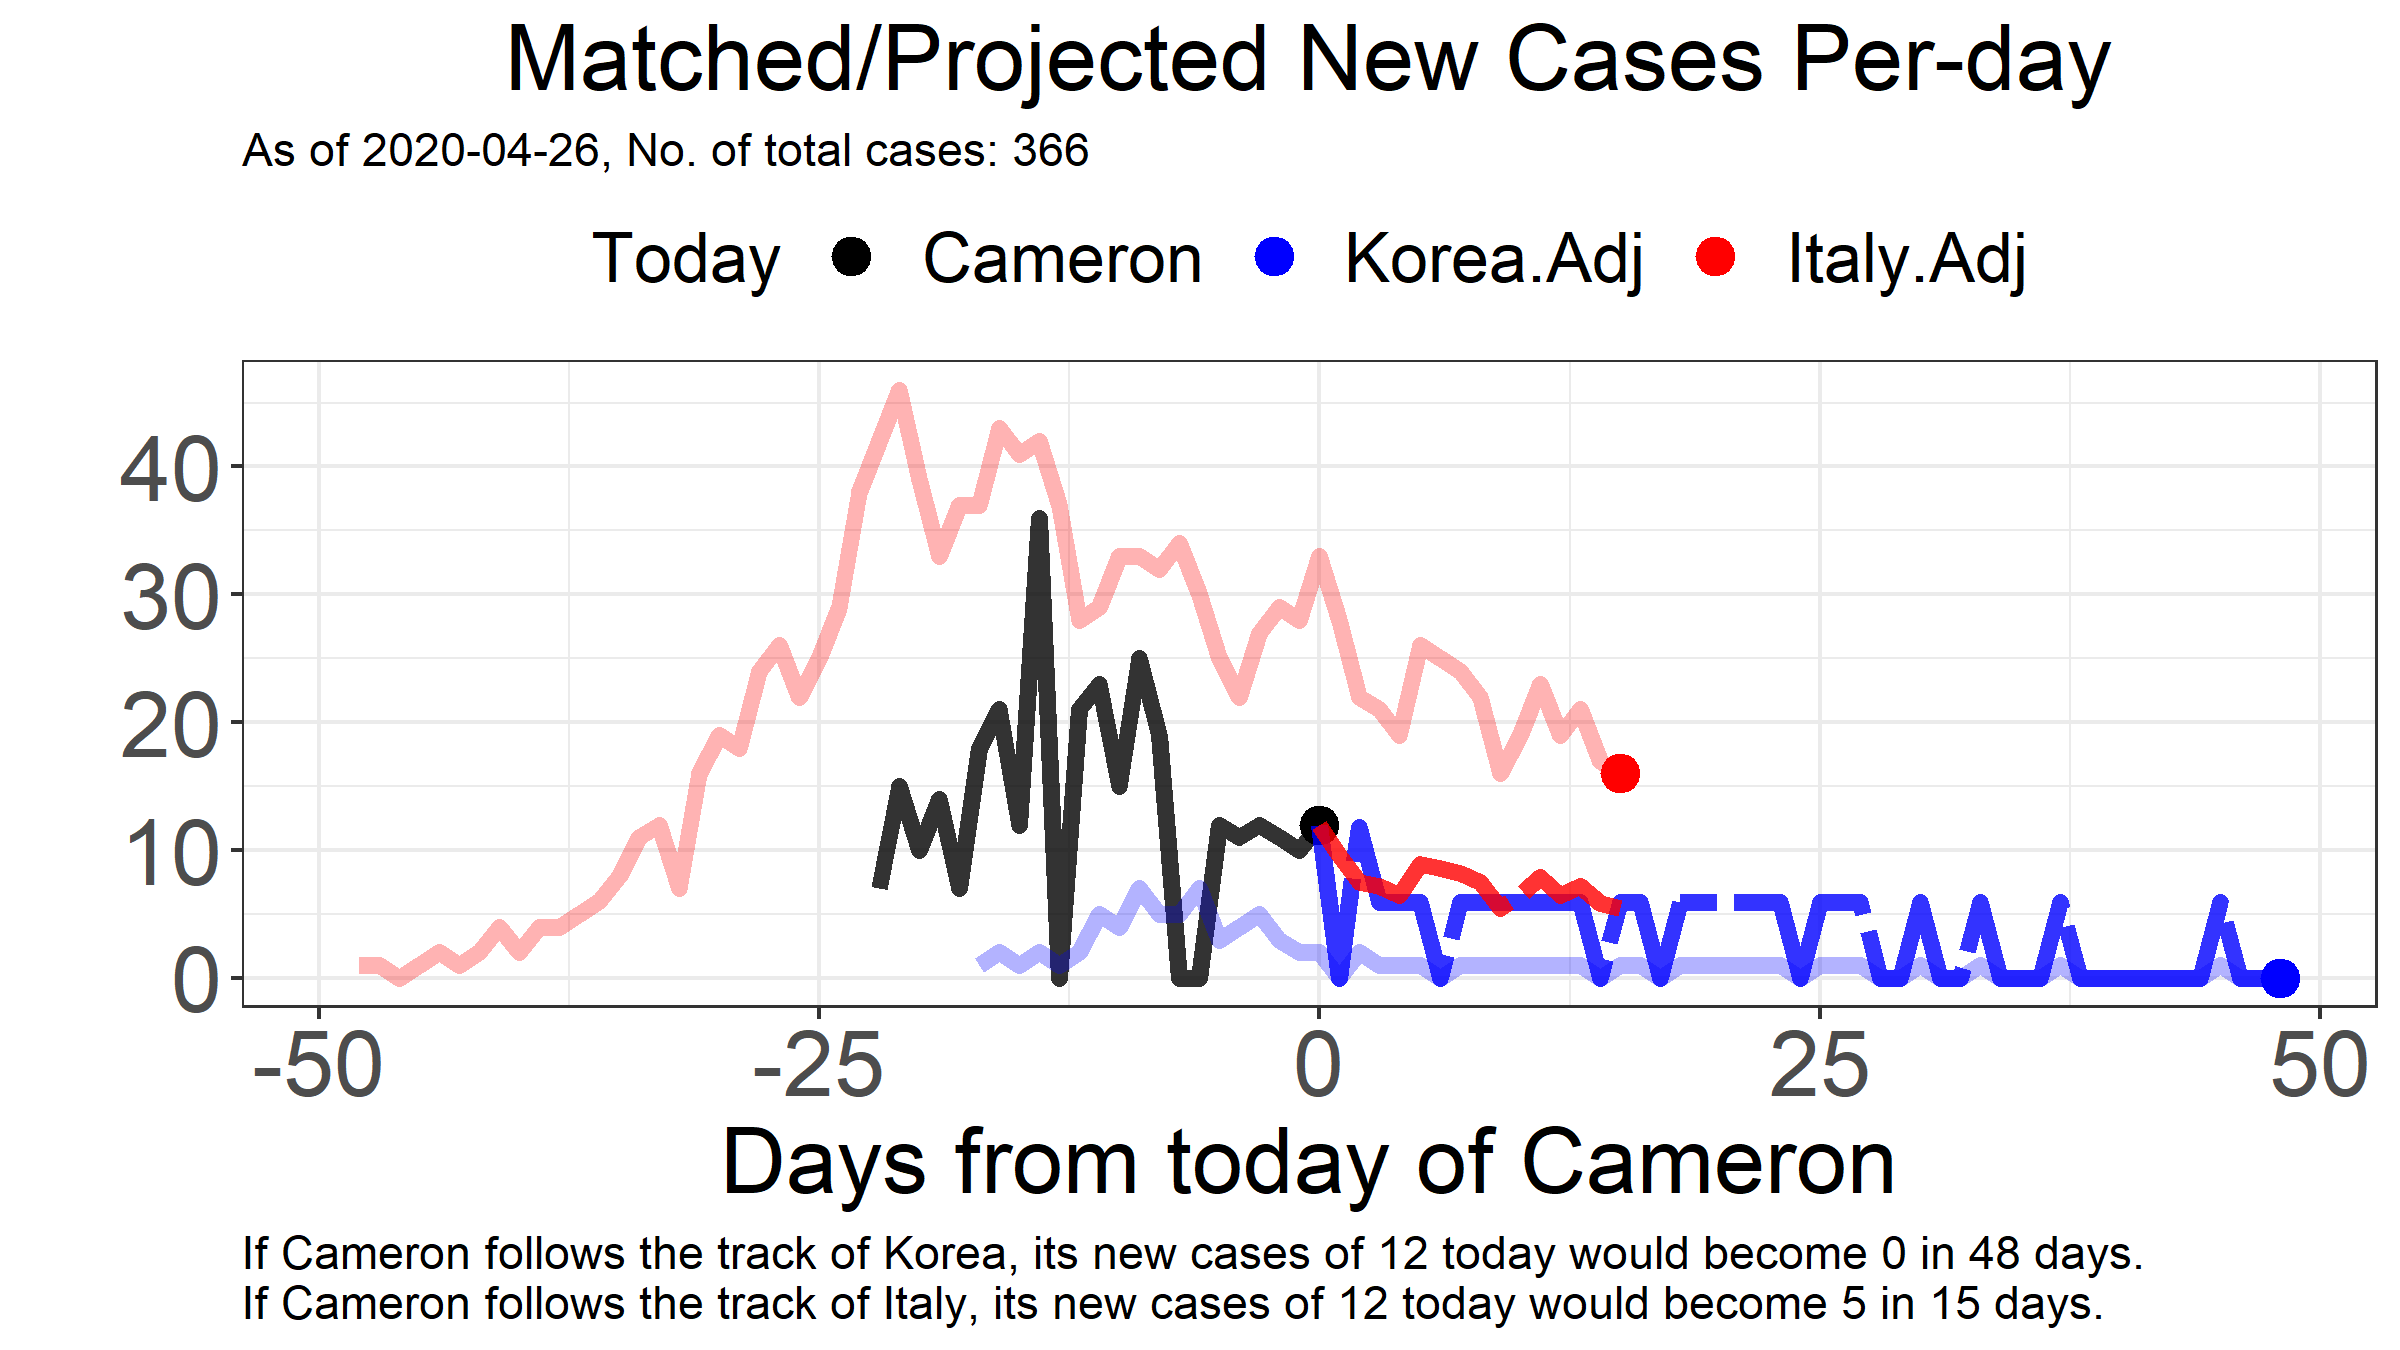 Matched/Projected New Cases Per-day
As of 2020-04-26, No. of total cases: 366
Today Cameron Korea.Adj Italy.Adj
40
30
20
10
0
-50 -25 0 25 50
Days from today of Cameron
If Cameron follows the track of Korea, its new cases of 12 today would become 0 in 48 days.
If Cameron follows the track of Italy, its new cases of 12 today would become 5 in 15 days.